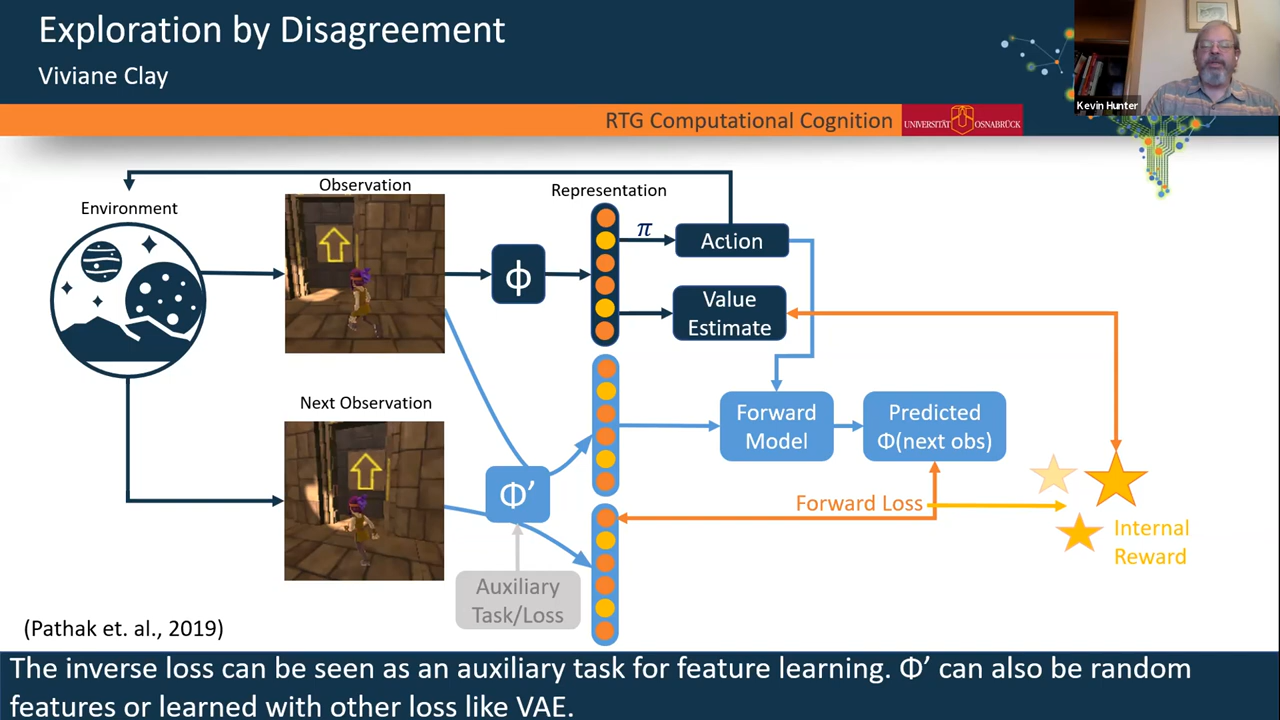 Exploration by Disagreement
Viviane Clay
Kevin Hunter
RTG Computational Cognition
UNIVERSITÄT
OSNABRÜCK
Environment
Observation
Representation
ϕ
π
Action
Value
Estimate
Next Observation
Φ’
Auxiliary
Task/Loss
Forward
Model
Predicted
Φ(next obs)
Forward Loss
Internal
Reward
(Pathak et. al., 2019)
The inverse loss can be seen as an auxiliary task for feature learning. Φ’ can also be random
features or learned with other loss like VAE.